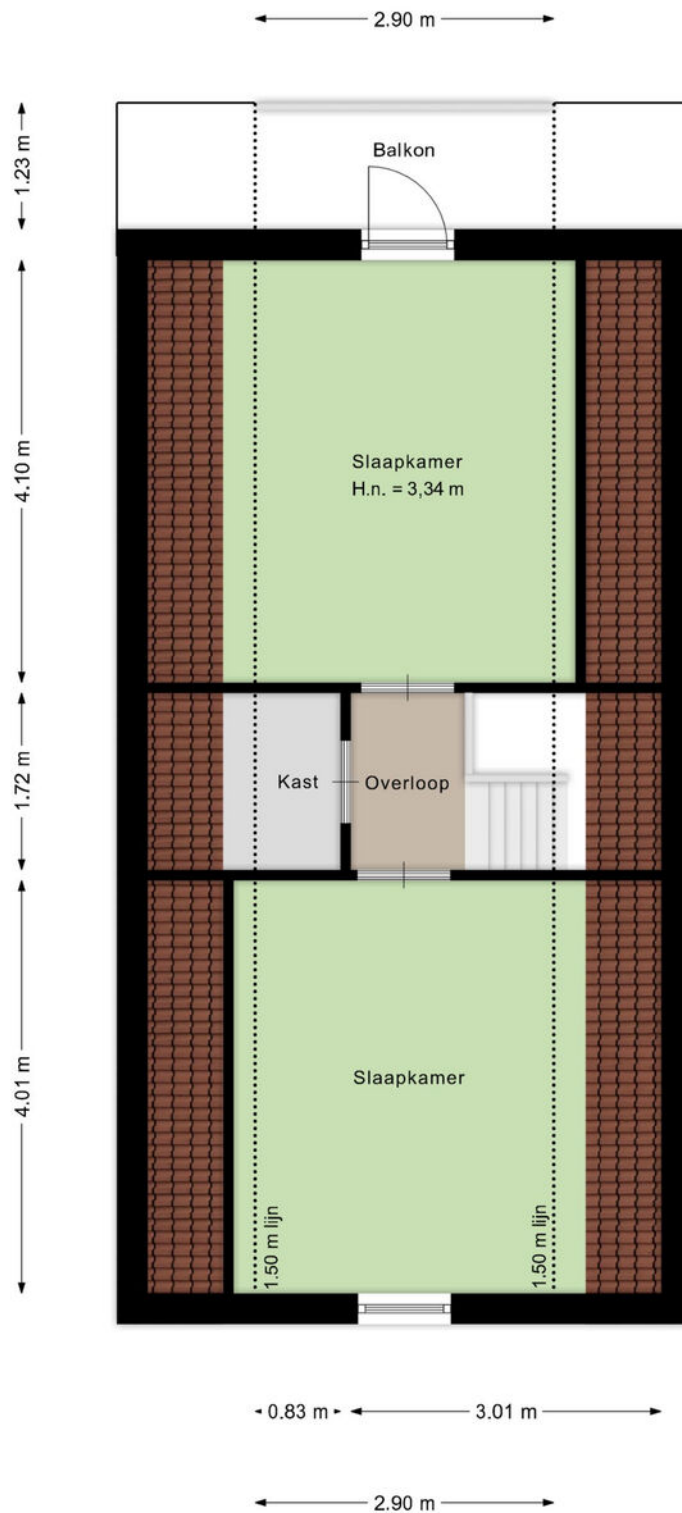 2.90 m
1.23 m
Balkon
4.10 m
Slaapkamer
H.n. = 3,34 m
1.72 m
Kast
Overloop
4.01 m
Slaapkamer
1.50 m lijn
1.50 m lijn
0.83 m
3.01 m
2.90 m